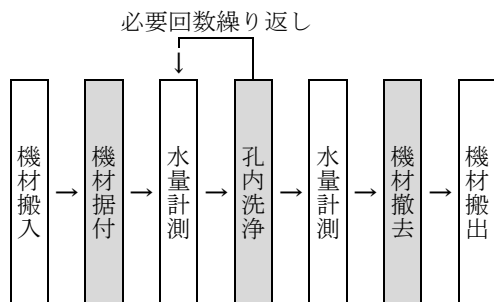 必要回数繰り返し
機材搬入
→
機材据付
→
水量計測
→
孔内洗浄
→
水量計測
→
機材撤去
→
機材搬出